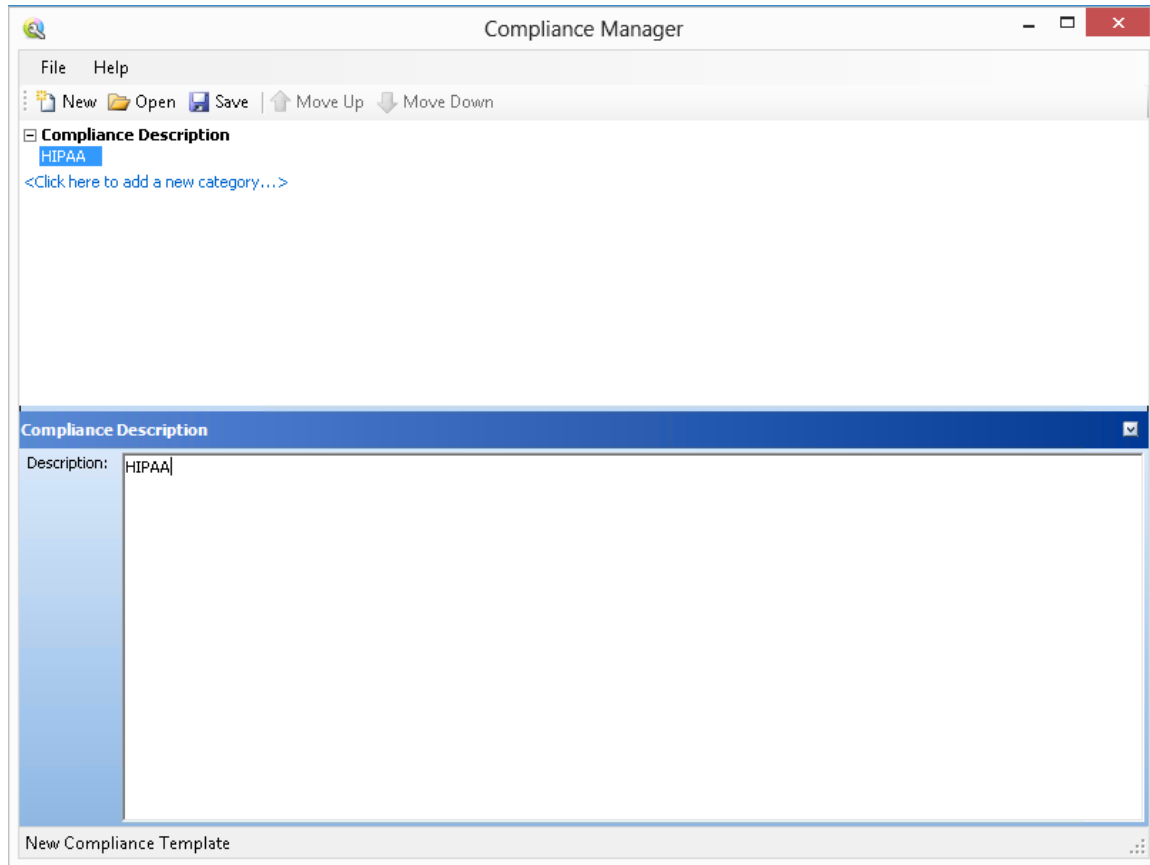 Compliance Manager
File Help
New Open Save Move Up Move Down
Compliance Description
HIPAA
<Click here to add a new category...>
Compliance Description
Description: HIPAA
New Compliance Template